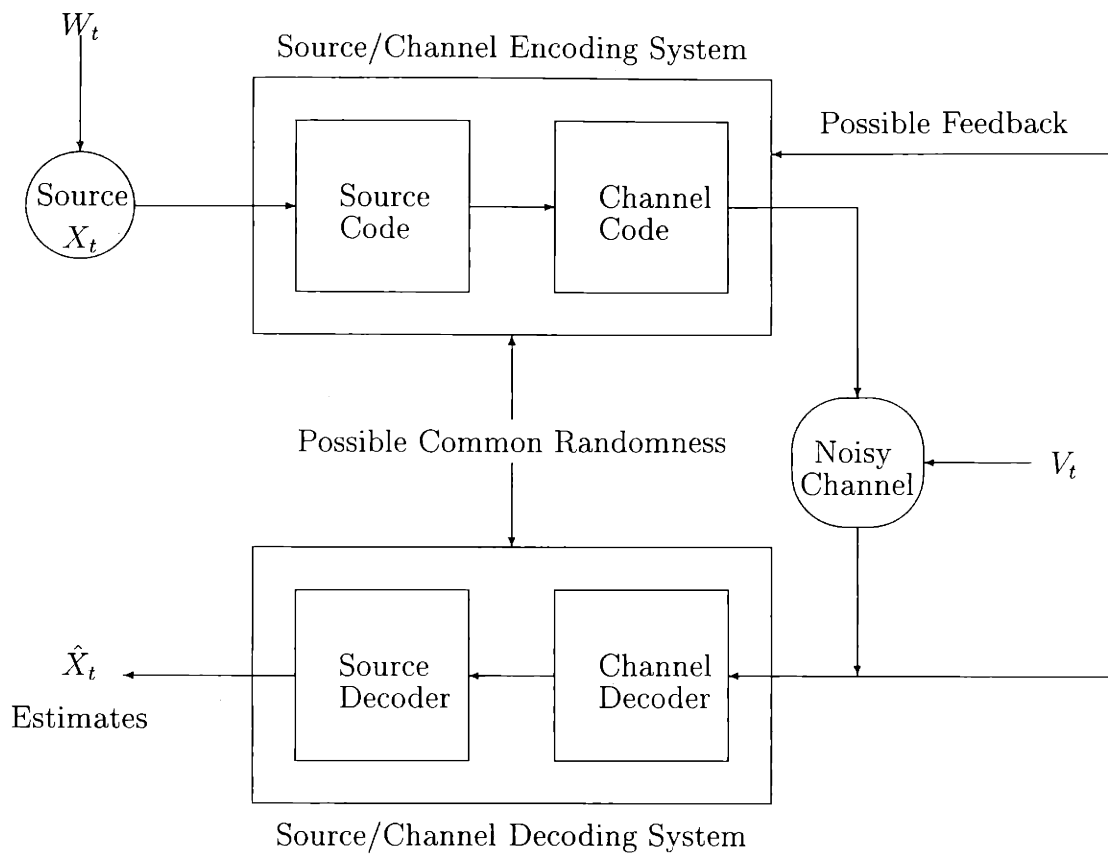 W_t
Source/Channel Encoding System
Possible Feedback
Source
X_t
Source
Code
Channel
Code
Possible Common Randomness
Noisy
Channel
V_t
X̂_t
Estimates
Source
Decoder
Channel
Decoder
Source/Channel Decoding System